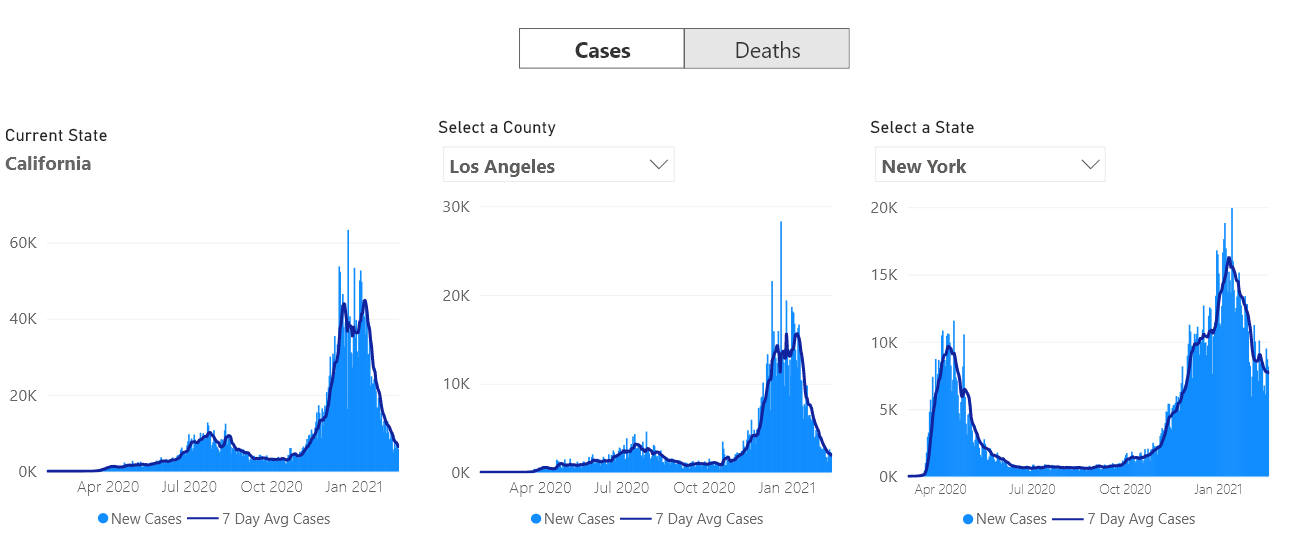 Cases Deaths
Current State
California
Select a County
Los Angeles
Select a State
New York
60K
40K
20K
0K
Apr 2020 Jul 2020 Oct 2020 Jan 2021
New Cases 7 Day Avg Cases
30K
20K
10K
0K
Apr 2020 Jul 2020 Oct 2020 Jan 2021
New Cases 7 Day Avg Cases
20K
15K
10K
5K
0K
Apr 2020 Jul 2020 Oct 2020 Jan 2021
New Cases 7 Day Avg Cases